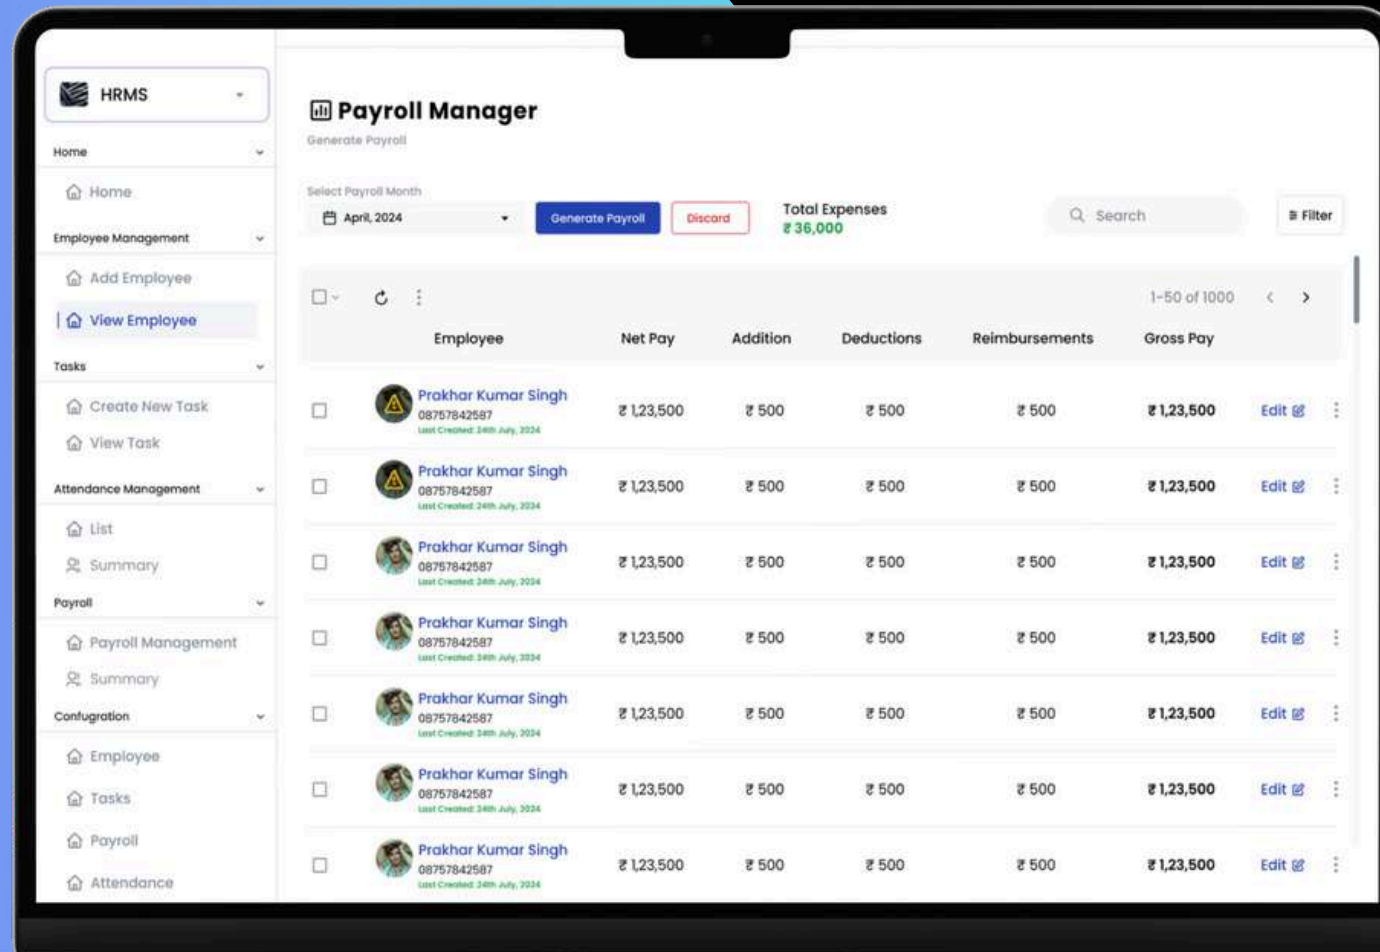 HRMS
Home
Home
Employee Management
Add Employee
View Employee
Tasks
Create New Task
View Task
Attendance Management
List
Summary
Payroll
Payroll Management
Summary
Confugration
Employee
Tasks
Payroll
Attendance
Payroll Manager
Generate Payroll
Select Payroll Month
April, 2024
Generate Payroll
Discard
Total Expenses
₹ 36,000
Search
Filter
1-50 of 1000
Employee Net Pay Addition Deductions Reimbursements Gross Pay
Prakhar Kumar Singh
08757842587
Last Created: 24th July, 2024
₹ 1,23,500 ₹ 500 ₹ 500 ₹ 500 ₹ 1,23,500 Edit
Prakhar Kumar Singh
08757842587
Last Created: 24th July, 2024
₹ 1,23,500 ₹ 500 ₹ 500 ₹ 500 ₹ 1,23,500 Edit
Prakhar Kumar Singh
08757842587
Last Created: 24th July, 2024
₹ 1,23,500 ₹ 500 ₹ 500 ₹ 500 ₹ 1,23,500 Edit
Prakhar Kumar Singh
08757842587
Last Created: 24th July, 2024
₹ 1,23,500 ₹ 500 ₹ 500 ₹ 500 ₹ 1,23,500 Edit
Prakhar Kumar Singh
08757842587
Last Created: 24th July, 2024
₹ 1,23,500 ₹ 500 ₹ 500 ₹ 500 ₹ 1,23,500 Edit
Prakhar Kumar Singh
08757842587
Last Created: 24th July, 2024
₹ 1,23,500 ₹ 500 ₹ 500 ₹ 500 ₹ 1,23,500 Edit
Prakhar Kumar Singh
08757842587
Last Created: 24th July, 2024
₹ 1,23,500 ₹ 500 ₹ 500 ₹ 500 ₹ 1,23,500 Edit